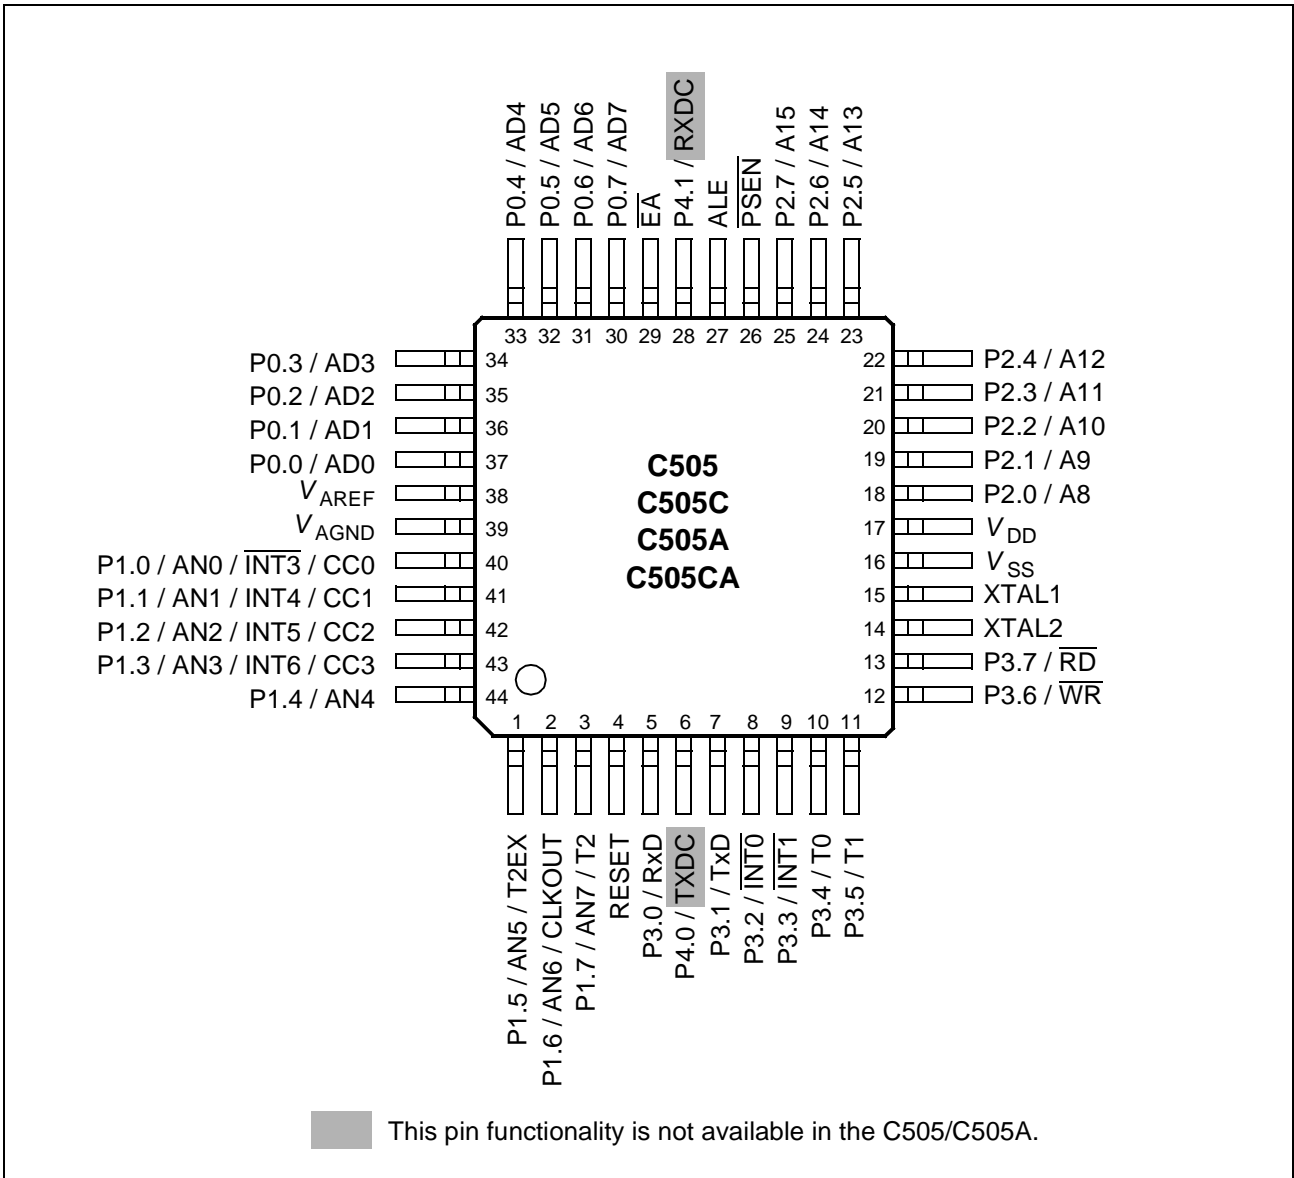 P0.4 / AD4
P0.5 / AD5
P0.6 / AD6
P0.7 / AD7
E̅A̅
P4.1 / RXDC
ALE
P̅S̅E̅N̅
P2.7 / A15
P2.6 / A14
P2.5 / A13
33 32 31 30 29 28 27 26 25 24 23
P0.3 / AD3 34
P0.2 / AD2 35
P0.1 / AD1 36
P0.0 / AD0 37
VAREF 38
VAGND 39
P1.0 / AN0 / I̅N̅T̅3̅ / CC0 40
P1.1 / AN1 / INT4 / CC1 41
P1.2 / AN2 / INT5 / CC2 42
P1.3 / AN3 / INT6 / CC3 43
P1.4 / AN4 44
C505
C505C
C505A
C505CA
22 P2.4 / A12
21 P2.3 / A11
20 P2.2 / A10
19 P2.1 / A9
18 P2.0 / A8
17 VDD
16 VSS
15 XTAL1
14 XTAL2
13 P3.7 / R̅D̅
12 P3.6 / W̅R̅
1 2 3 4 5 6 7 8 9 10 11
P1.5 / AN5 / T2EX
P1.6 / AN6 / CLKOUT
P1.7 / AN7 / T2
RESET
P3.0 / RxD
P4.0 / TXDC
P3.1 / TxD
P3.2 / I̅N̅T̅0̅
P3.3 / I̅N̅T̅1̅
P3.4 / T0
P3.5 / T1
This pin functionality is not available in the C505/C505A.